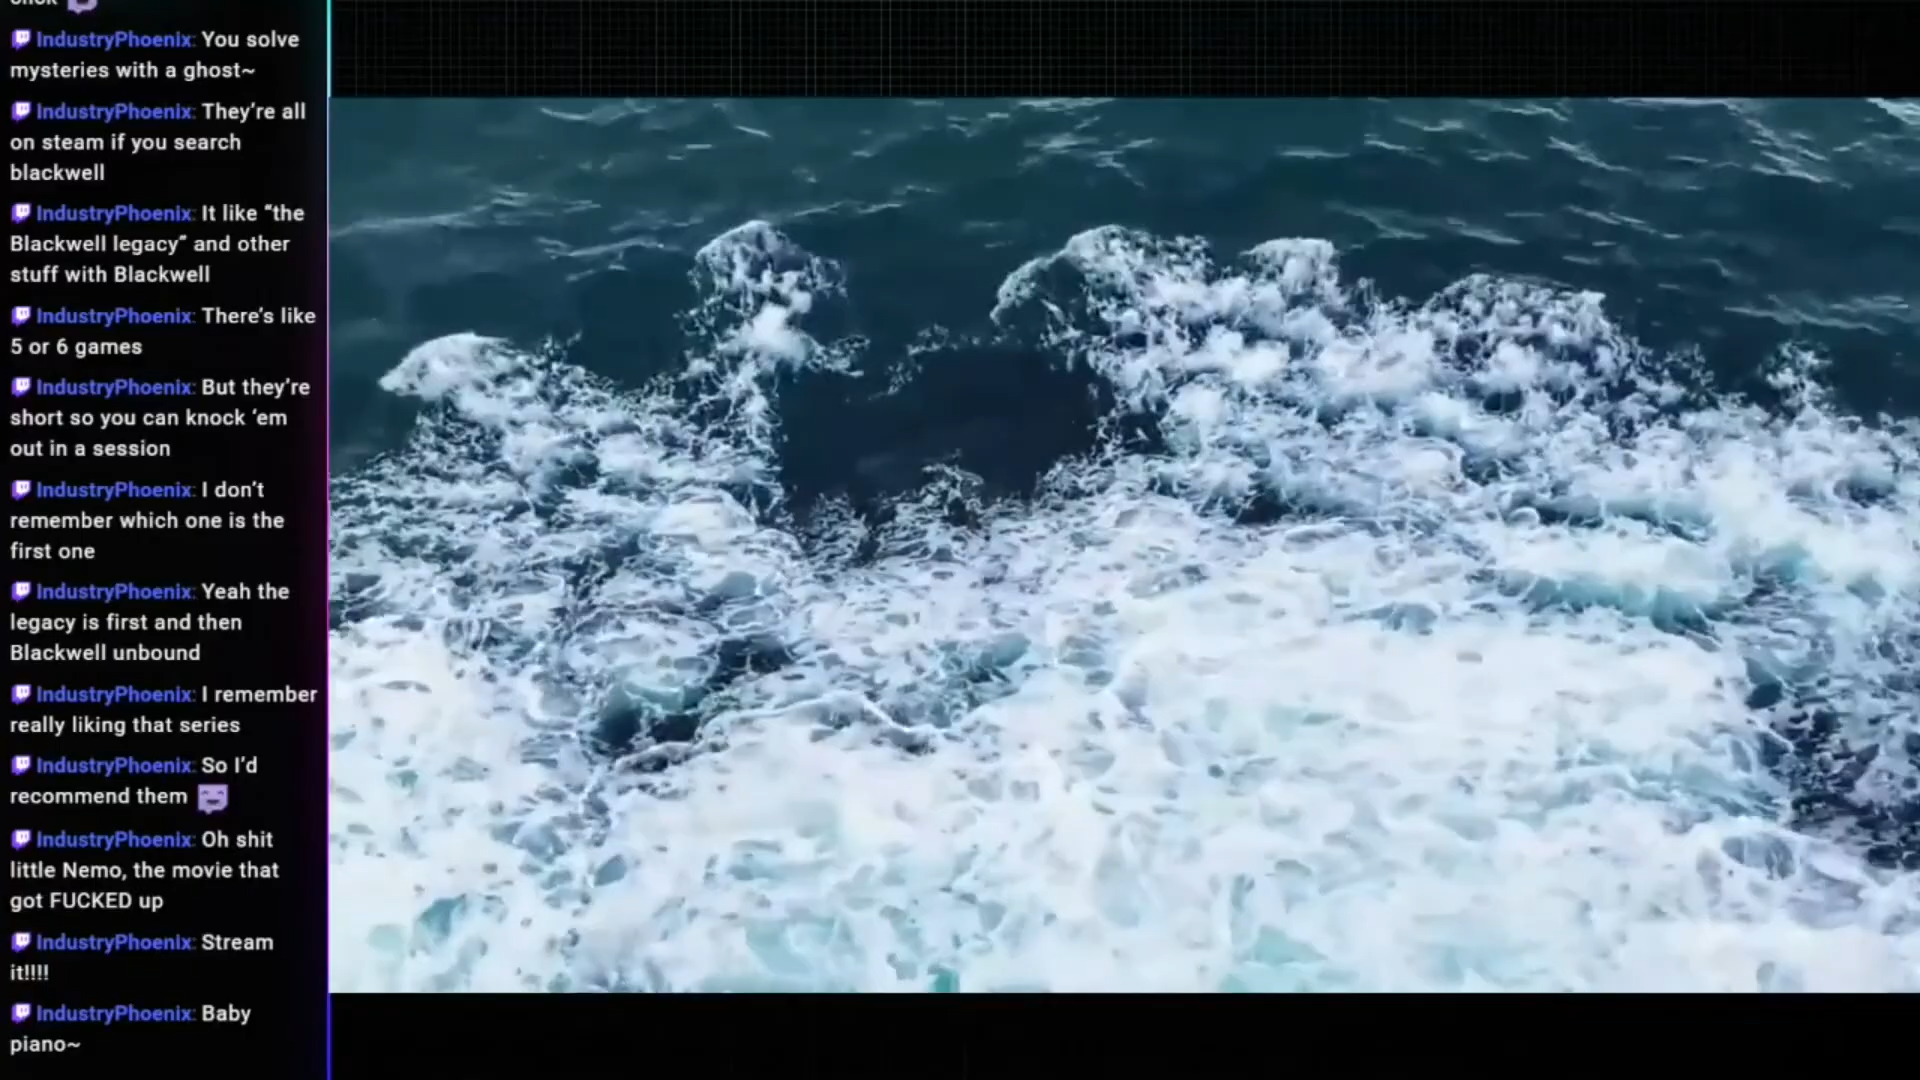 IndustryPhoenix: You solve
mysteries with a ghost~
IndustryPhoenix: They're all
on steam if you search
blackwell
IndustryPhoenix: It like “the
Blackwell legacy” and other
stuff with Blackwell
IndustryPhoenix: There's like
5 or 6 games
IndustryPhoenix: But they're
short so you can knock ‘em
out in a session
IndustryPhoenix: I don't
remember which one is the
first one
IndustryPhoenix: Yeah the
legacy is first and then
Blackwell unbound
IndustryPhoenix: I remember
really liking that series
IndustryPhoenix: So I'd
recommend them
IndustryPhoenix: Oh shit
little Nemo, the movie that
got FUCKED up
IndustryPhoenix: Stream
it!!!!
IndustryPhoenix: Baby
piano~